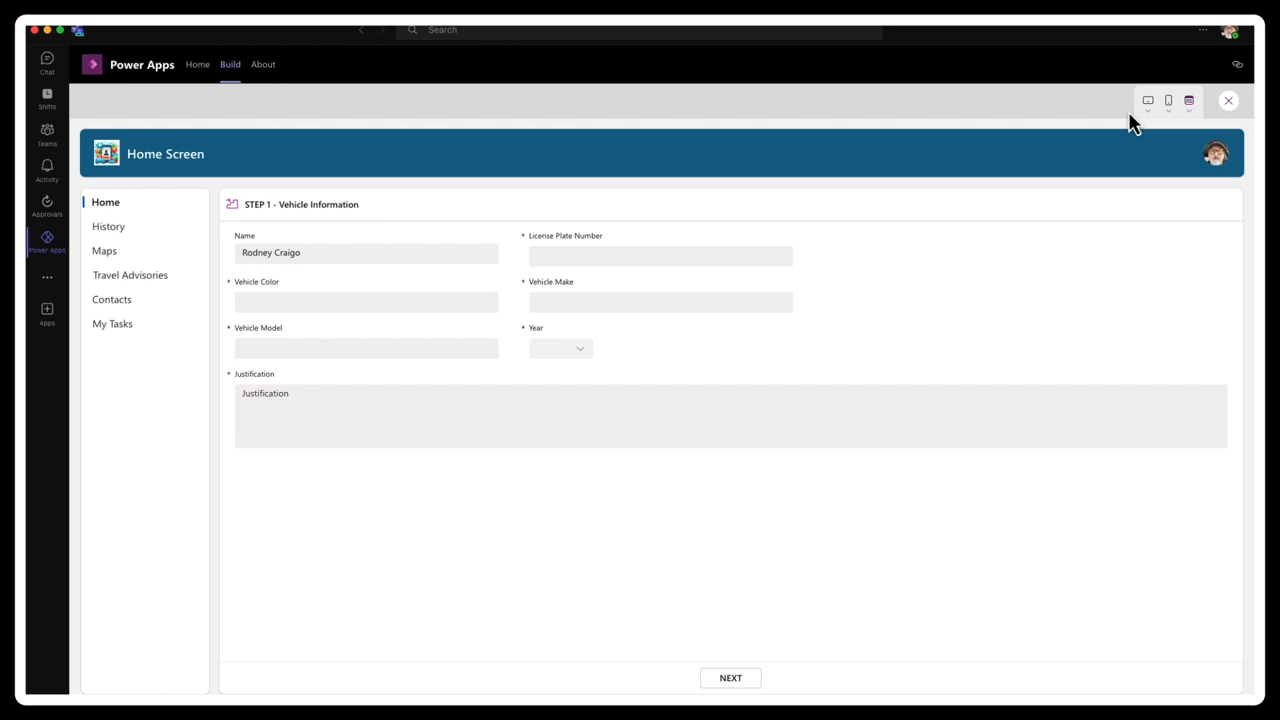 Search
Chat
Shifts
Teams
Activity
Approvals
Power Apps
Apps
Power Apps
Home
Build
About
Home Screen
Home
History
Maps
Travel Advisories
Contacts
My Tasks
STEP 1 - Vehicle Information
Name
* License Plate Number
Rodney Craigo
* Vehicle Color
* Vehicle Make
* Vehicle Model
* Year
* Justification
Justification
NEXT